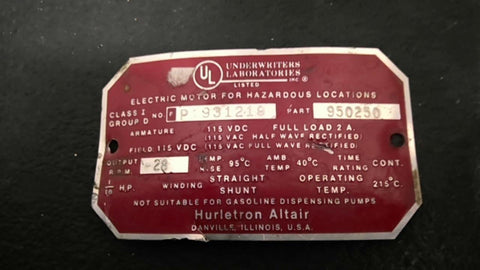 UL
UNDERWRITERS
LABORATORIES
INC. ®
LISTED
ELECTRIC MOTOR FOR HAZARDOUS LOCATIONS
CLASS I
GROUP D
NO. P P 931218 PART 950250
ARMATURE 115 VDC FULL LOAD 2 A.
(115 VAC HALF WAVE RECTIFIED)
FIELD 115 VDC (115 VAC FULL WAVE RECTIFIED)
OUTPUT
R.P.M. 28 TEMP
RISE 95°C AMB.
TEMP. 40°C TIME
RATING CONT.
H.P. WINDING STRAIGHT
SHUNT OPERATING
TEMP. 215°C.
NOT SUITABLE FOR GASOLINE DISPENSING PUMPS
Hurletron Altair
DANVILLE, ILLINOIS, U.S.A.